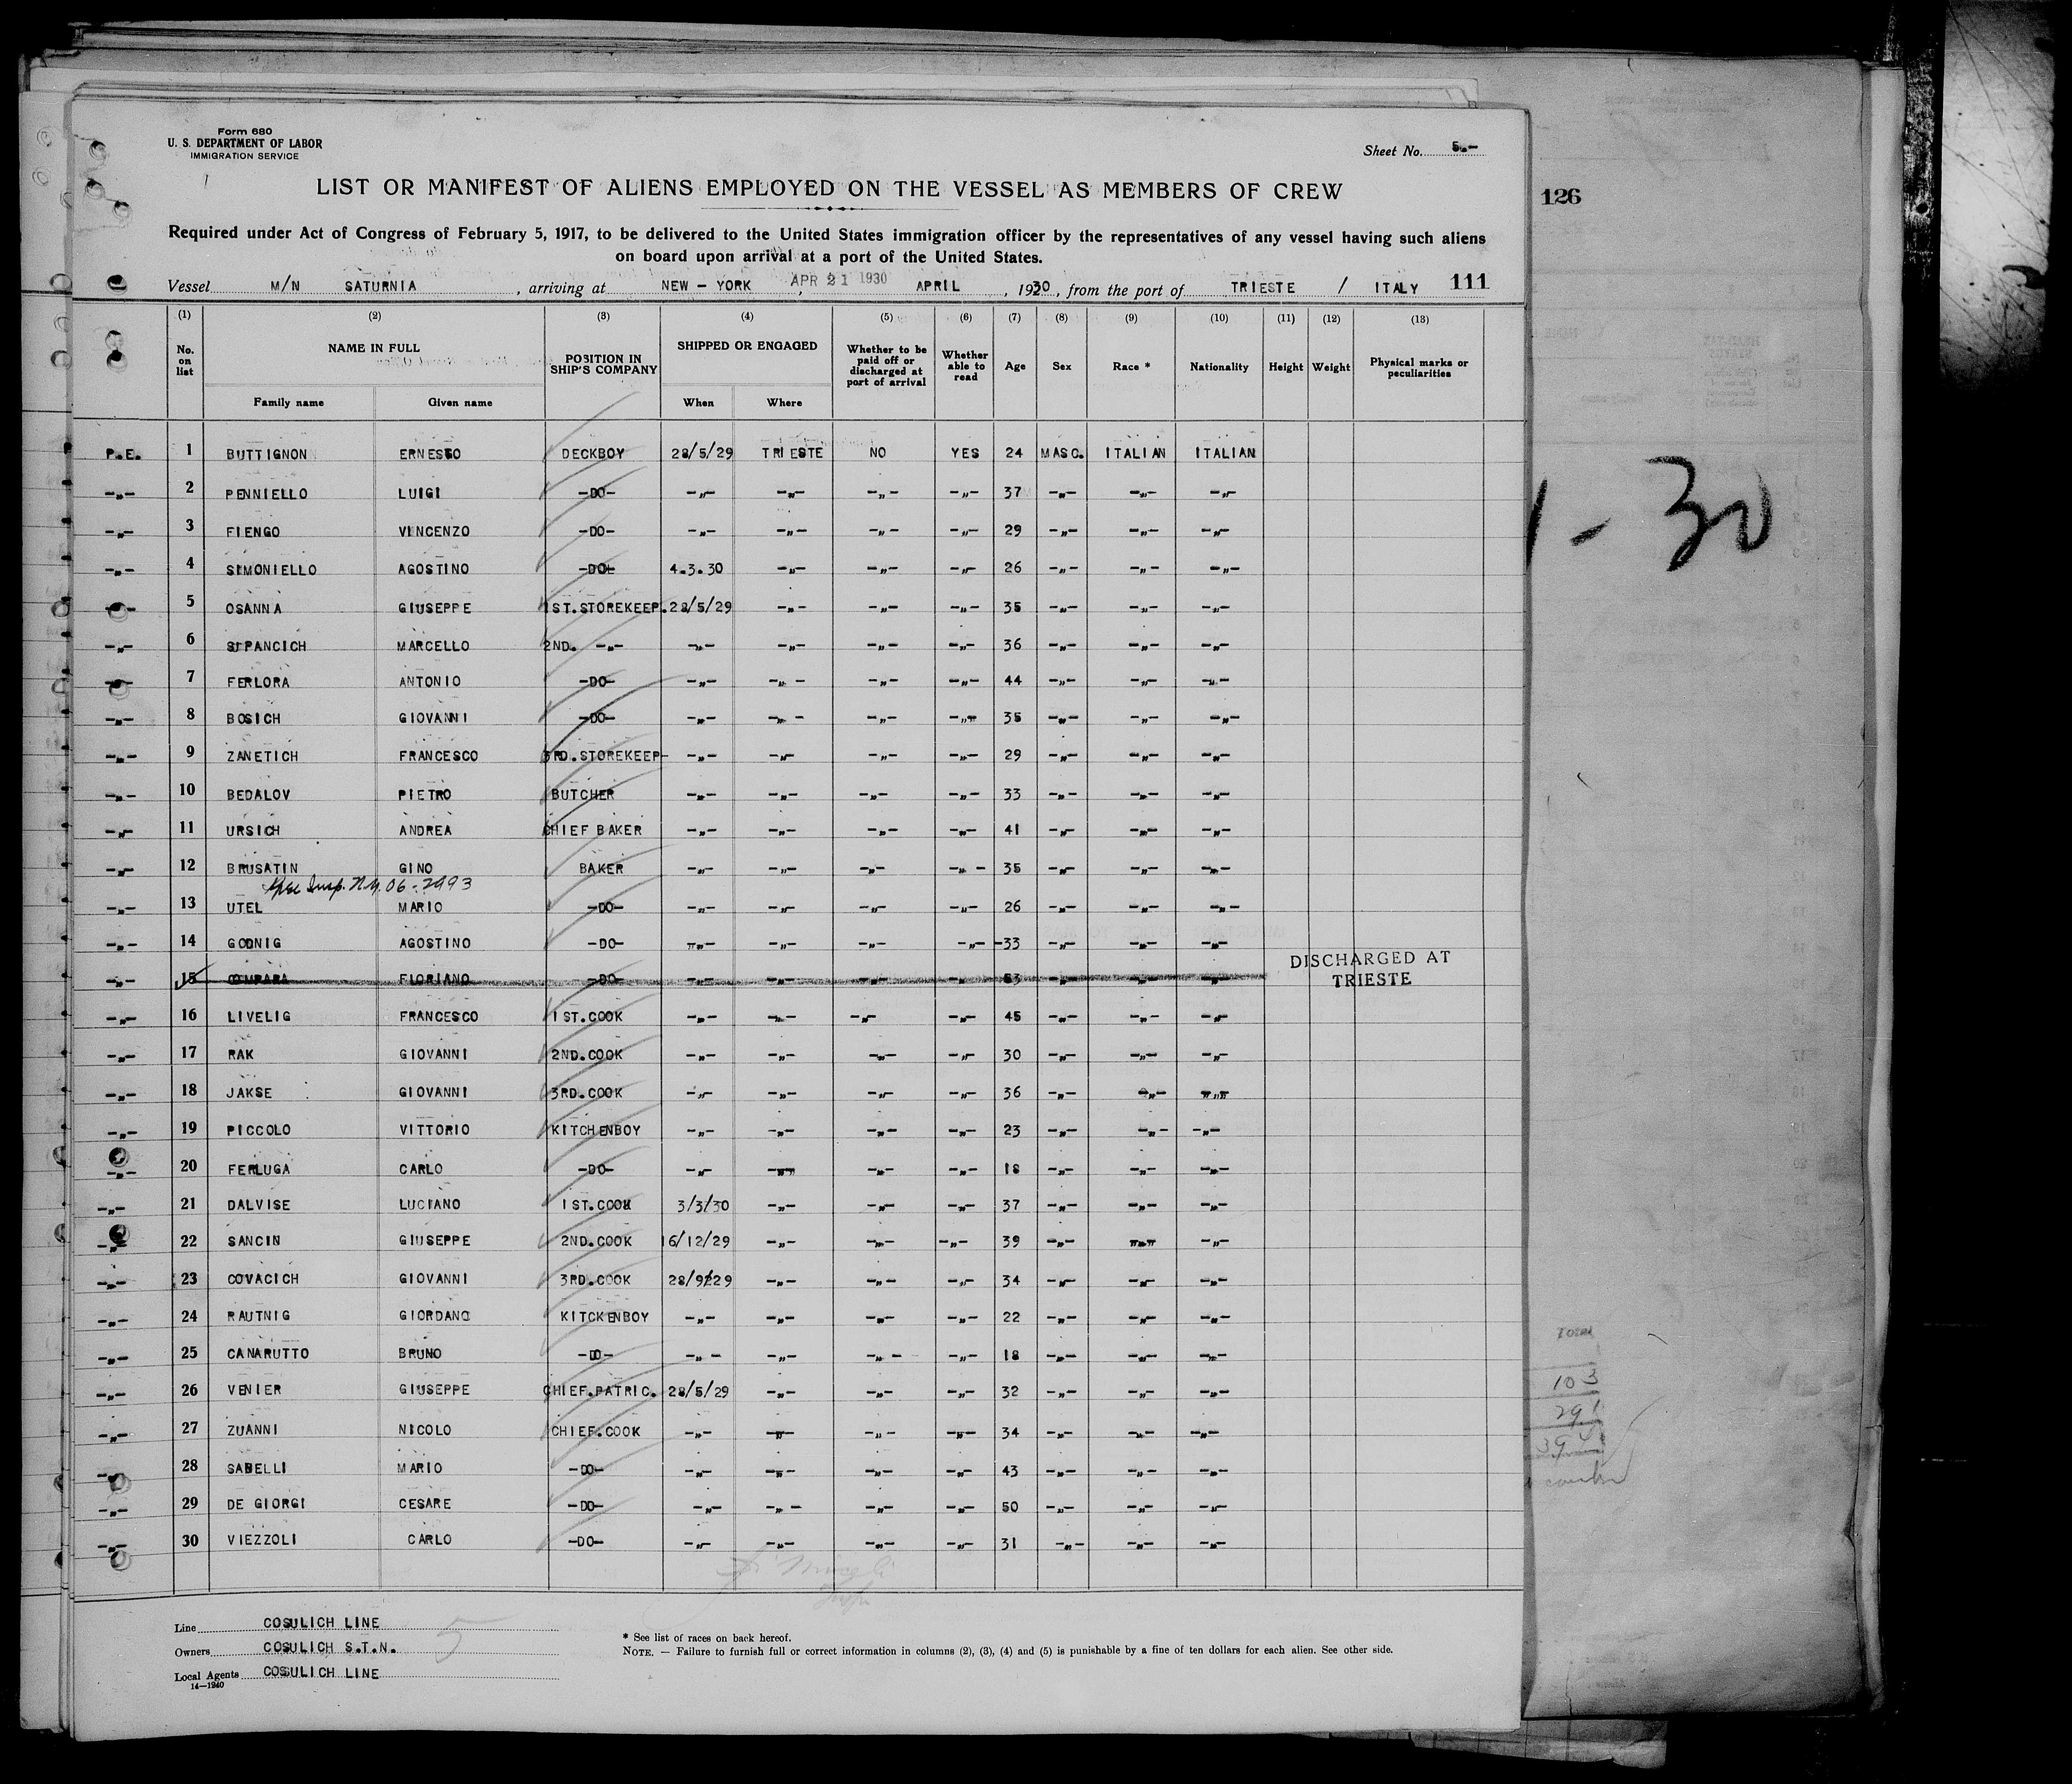 Form 680
U. S. DEPARTMENT OF LABOR
IMMIGRATION SERVICE
Sheet No. 5.-
LIST OR MANIFEST OF ALIENS EMPLOYED ON THE VESSEL AS MEMBERS OF CREW
126
Required under Act of Congress of February 5, 1917, to be delivered to the United States immigration officer by the representatives of any vessel having such aliens
on board upon arrival at a port of the United States.
Vessel M/N SATURNIA , arriving at NEW - YORK APR 21 1930 , APRIL , 1930 , from the port of TRIESTE / ITALY 111
(1) (2) (3) (4) (5) (6) (7) (8) (9) (10) (11) (12) (13)
No. on list NAME IN FULL POSITION IN SHIP'S COMPANY SHIPPED OR ENGAGED Whether to be paid off or discharged at port of arrival Whether able to read Age Sex Race * Nationality Height Weight Physical marks or peculiarities
Family name Given name When Where
P.E. 1 BUTTIGNON ERNESTO DECKBOY 28/5/29 TRIESTE NO YES 24 MASC. ITALIAN ITALIAN
-"- 2 PENNIELLO LUIGI -DO- -"- -"- -"- -"- 37 -"- -"- -"-
-"- 3 FIENGO VINCENZO -DO- -"- -"- -"- -"- 29 -"- -"- -"-
-"- 4 SIMONIELLO AGOSTINO -DO- 4.3.30 -"- -"- -"- 26 -"- -"- -"-
-"- 5 OSANNA GIUSEPPE 1ST.STOREKEEP. 28/5/29 -"- -"- -"- 35 -"- -"- -"-
-"- 6 SIPANCICH MARCELLO 2ND. -"- -"- -"- -"- -"- 36 -"- -"- -"-
-"- 7 FERLORA ANTONIO -DO- -"- -"- -"- -"- 44 -"- -"- -"-
-"- 8 BOSICH GIOVANNI -DO- -"- -"- -"- -"- 35 -"- -"- -"-
-"- 9 ZANETICH FRANCESCO 3RD.STOREKEEP- -"- -"- -"- -"- 29 -"- -"- -"-
-"- 10 BEDALOV PIETRO BUTCHER -"- -"- -"- -"- 33 -"- -"- -"-
-"- 11 URSICH ANDREA CHIEF BAKER -"- -"- -"- -"- 41 -"- -"- -"-
-"- 12 BRUSATIN GINO BAKER -"- -"- -"- -"- 35 -"- -"- -"-
Insp. N.Y. 06-2993
-"- 13 UTEL MARIO -DO- -"- -"- -"- -"- 26 -"- -"- -"-
-"- 14 GODNIG AGOSTINO -DO- -"- -"- -"- -"- 33 -"- -"- -"-
-"- 15 FLORIANO -DO- -"- -"- -"- -"- -"- -"- -"- DISCHARGED AT
TRIESTE
-"- 16 LIVELIG FRANCESCO 1ST.COOK -"- -"- -"- -"- 45 -"- -"- -"-
-"- 17 RAK GIOVANNI 2ND.COOK -"- -"- -"- -"- 30 -"- -"- -"-
-"- 18 JAKSE GIOVANNI 3RD.COOK -"- -"- -"- -"- 36 -"- -"- -"-
-"- 19 PICCOLO VITTORIO KITCHENBOY -"- -"- -"- -"- 23 -"- -"- -"-
-"- 20 FERLUGA CARLO -DO- -"- -"- -"- -"- 18 -"- -"- -"-
-"- 21 DALVISE LUCIANO 1ST.COOK 3/3/30 -"- -"- -"- 37 -"- -"- -"-
-"- 22 SANCIN GIUSEPPE 2ND.COOK 16/12/29 -"- -"- -"- 39 -"- -"- -"-
-"- 23 COVACICH GIOVANNI 3RD.COOK 28/9/29 -"- -"- -"- 34 -"- -"- -"-
-"- 24 RAUTNIG GIORDANO KITCKENBOY -"- -"- -"- -"- 22 -"- -"- -"-
-"- 25 CANARUTTO BRUNO -DO- -"- -"- -"- -"- 18 -"- -"- -"-
-"- 26 VENIER GIUSEPPE CHIEF.PATRIC. 28/5/29 -"- -"- -"- 32 -"- -"- -"-
-"- 27 ZUANNI NICOLO CHIEF.COOK -"- -"- -"- -"- 34 -"- -"- -"-
-"- 28 SABELLI MARIO -DO- -"- -"- -"- -"- 43 -"- -"- -"-
-"- 29 DE GIORGI CESARE -DO- -"- -"- -"- -"- 50 -"- -"- -"-
-"- 30 VIEZZOLI CARLO -DO- -"- -"- -"- -"- 31 -"- -"- -"-
Line COSULICH LINE
Owners COSULICH S.T.N.
Local Agents COSULICH LINE
14-1240
5
* See list of races on back hereof.
NOTE. — Failure to furnish full or correct information in columns (2), (3), (4) and (5) is punishable by a fine of ten dollars for each alien. See other side.
- 30
TOTAL
103
291
394